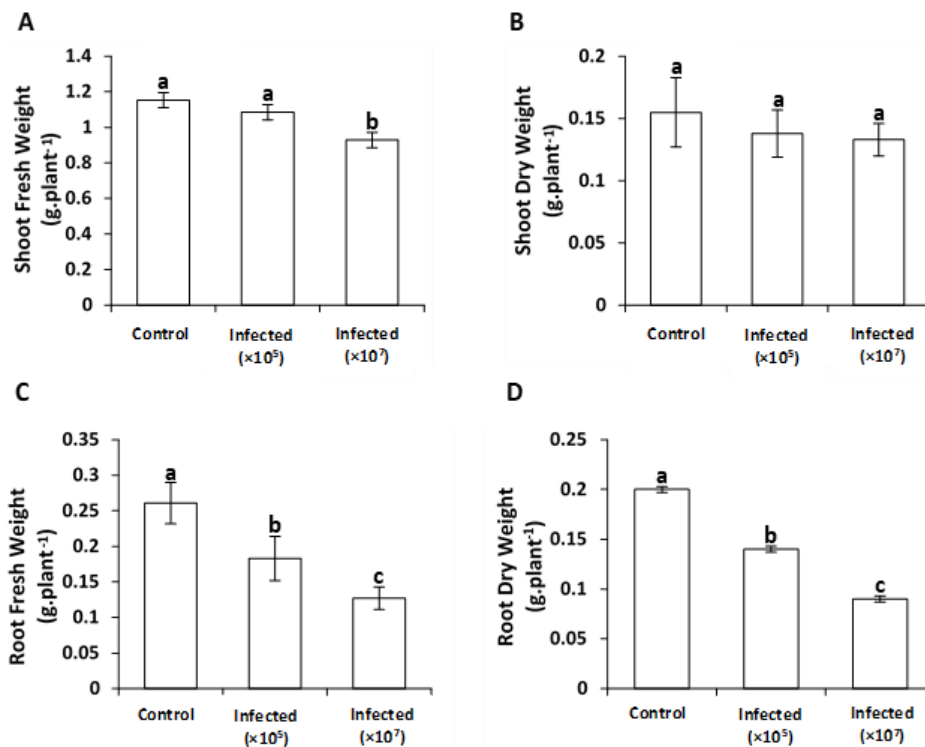 A
Shoot Fresh Weight
(g.plant⁻¹)
1.4
1.2
1
0.8
0.6
0.4
0.2
0
a
a
b
Control
Infected
(×10⁵)
Infected
(×10⁷)
B
Shoot Dry Weight
(g.plant⁻¹)
0.2
0.15
0.1
0.05
0
a
a
a
Control
Infected
(×10⁵)
Infected
(×10⁷)
C
Root Fresh Weight
(g.plant⁻¹)
0.35
0.3
0.25
0.2
0.15
0.1
0.05
0
a
b
c
Control
Infected
(×10⁵)
Infected
(×10⁷)
D
Root Dry Weight
(g.plant⁻¹)
0.25
0.2
0.15
0.1
0.05
0
a
b
c
Control
Infected
(×10⁵)
Infected
(×10⁷)